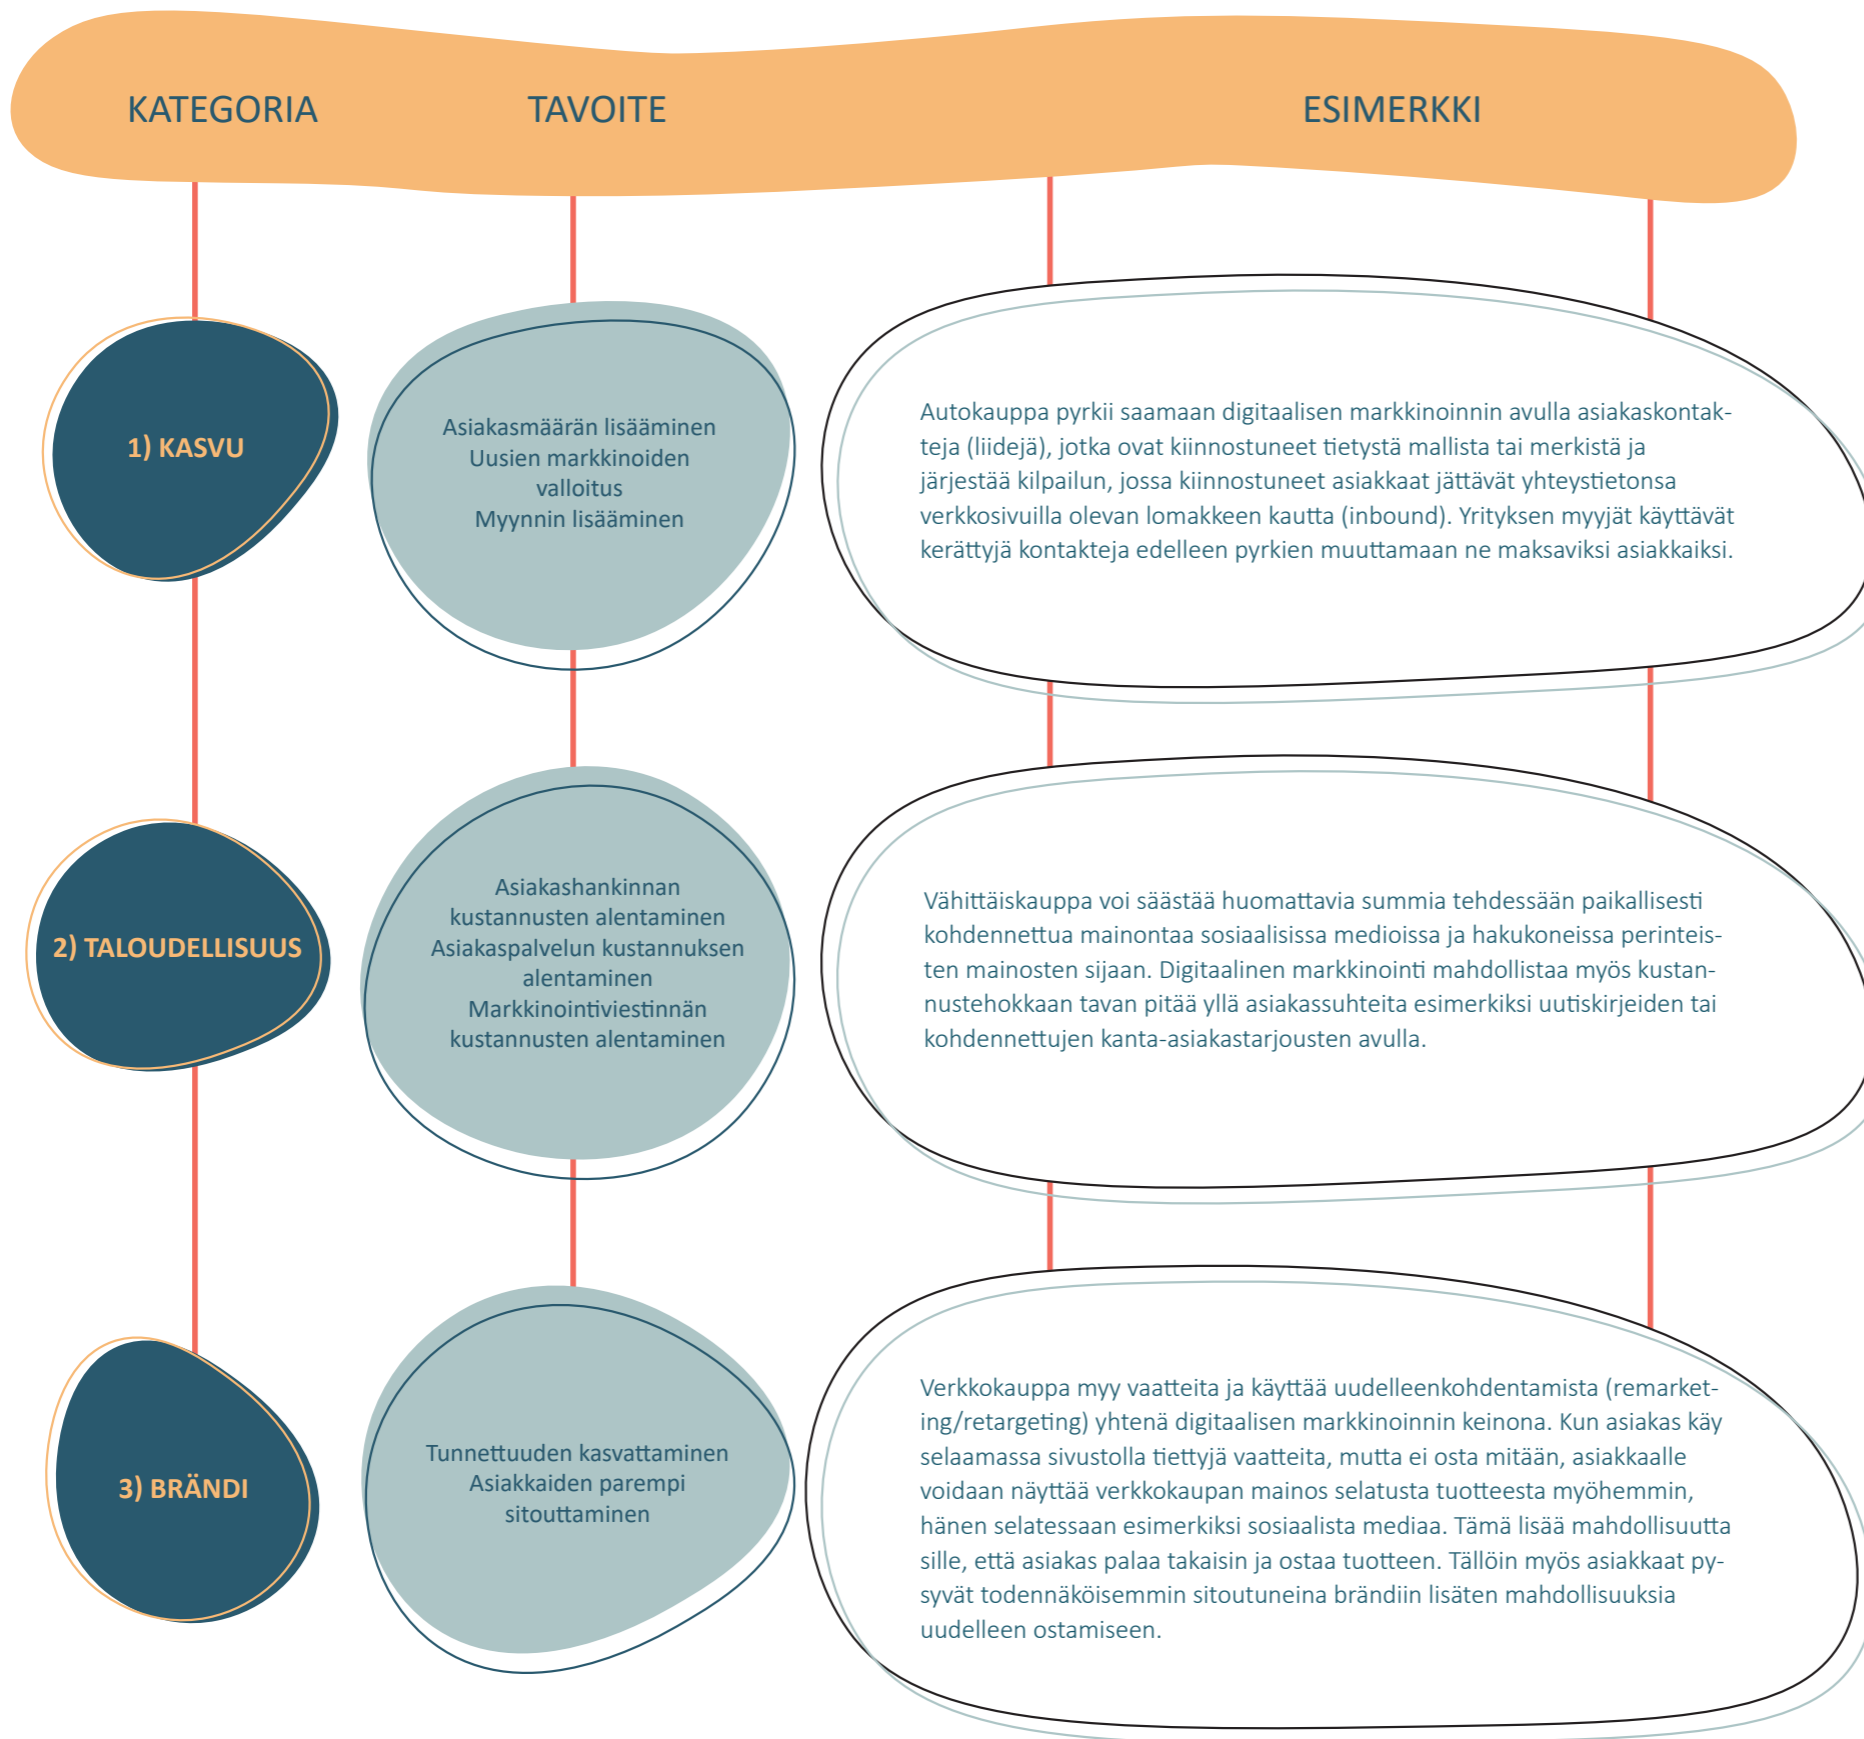 KATEGORIA
TAVOITE
ESIMERKKI
1) KASVU
Asiakasmäärän lisääminen
Uusien markkinoiden
valloitus
Myynnin lisääminen
Autokauppa pyrkii saamaan digitaalisen markkinoinnin avulla asiakaskontak-
teja (liidejä), jotka ovat kiinnostuneet tietystä mallista tai merkistä ja
järjestää kilpailun, jossa kiinnostuneet asiakkaat jättävät yhteystietonsa
verkkosivuilla olevan lomakkeen kautta (inbound). Yrityksen myyjät käyttävät
kerättyjä kontakteja edelleen pyrkien muuttamaan ne maksaviksi asiakkaiksi.
2) TALOUDELLISUUS
Asiakashankinnan
kustannusten alentaminen
Asiakaspalvelun kustannuksen
alentaminen
Markkinointiviestinnän
kustannusten alentaminen
Vähittäiskauppa voi säästää huomattavia summia tehdessään paikallisesti
kohdennettua mainontaa sosiaalisissa medioissa ja hakukoneissa perinteis-
ten mainosten sijaan. Digitaalinen markkinointi mahdollistaa myös kustan-
nustehokkaan tavan pitää yllä asiakassuhteita esimerkiksi uutiskirjeiden tai
kohdennettujen kanta-asiakastarjousten avulla.
3) BRÄNDI
Tunnettuuden kasvattaminen
Asiakkaiden parempi
sitouttaminen
Verkkokauppa myy vaatteita ja käyttää uudelleenkohdentamista (remarket-
ing/retargeting) yhtenä digitaalisen markkinoinnin keinona. Kun asiakas käy
selaamassa sivustolla tiettyjä vaatteita, mutta ei osta mitään, asiakkaalle
voidaan näyttää verkkokaupan mainos selatusta tuotteesta myöhemmin,
hänen selatessaan esimerkiksi sosiaalista mediaa. Tämä lisää mahdollisuutta
sille, että asiakas palaa takaisin ja ostaa tuotteen. Tällöin myös asiakkaat py-
syvät todennäköisemmin sitoutuneina brändiin lisäten mahdollisuuksia
uudelleen ostamiseen.